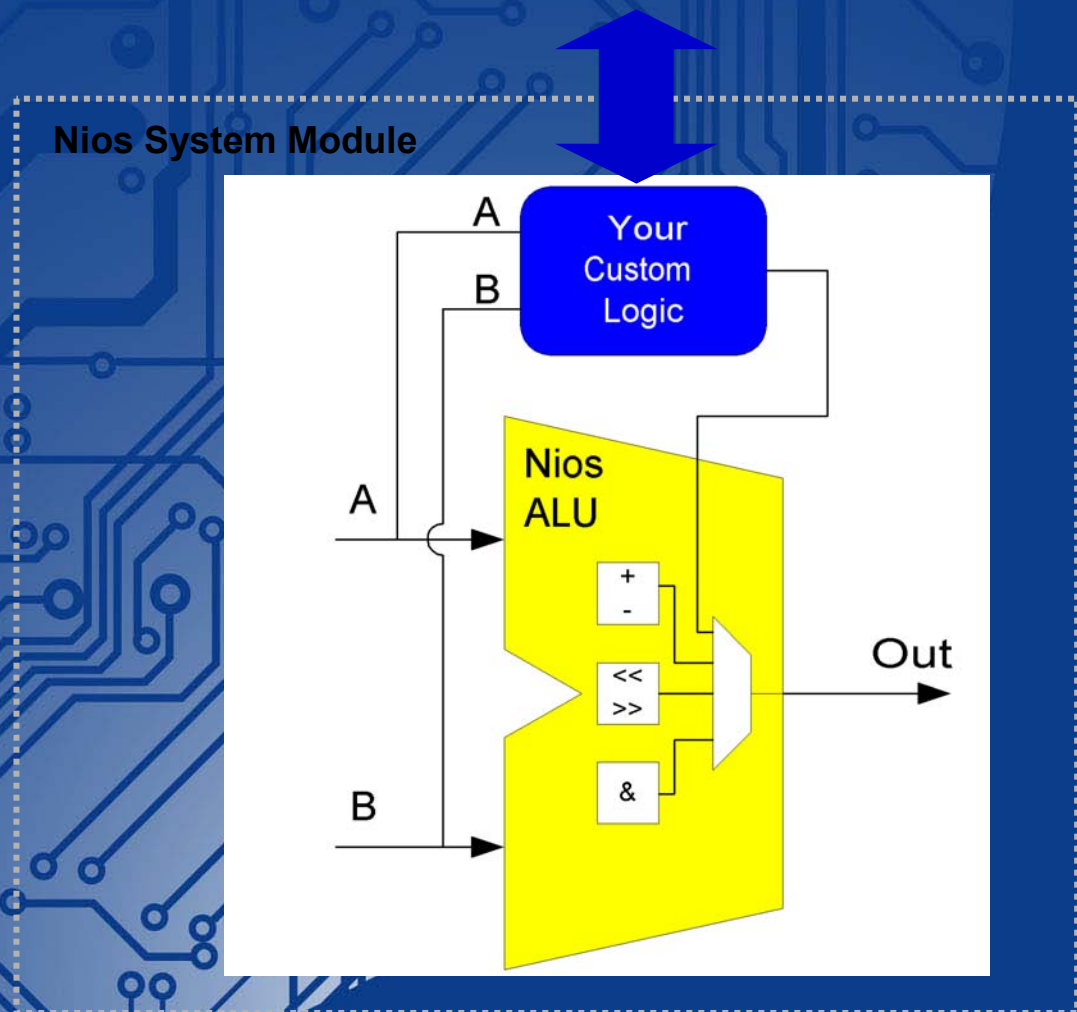 Nios System Module
A
B
Your
Custom
Logic
Nios
ALU
A
+
-
<<
>>
&
Out
B